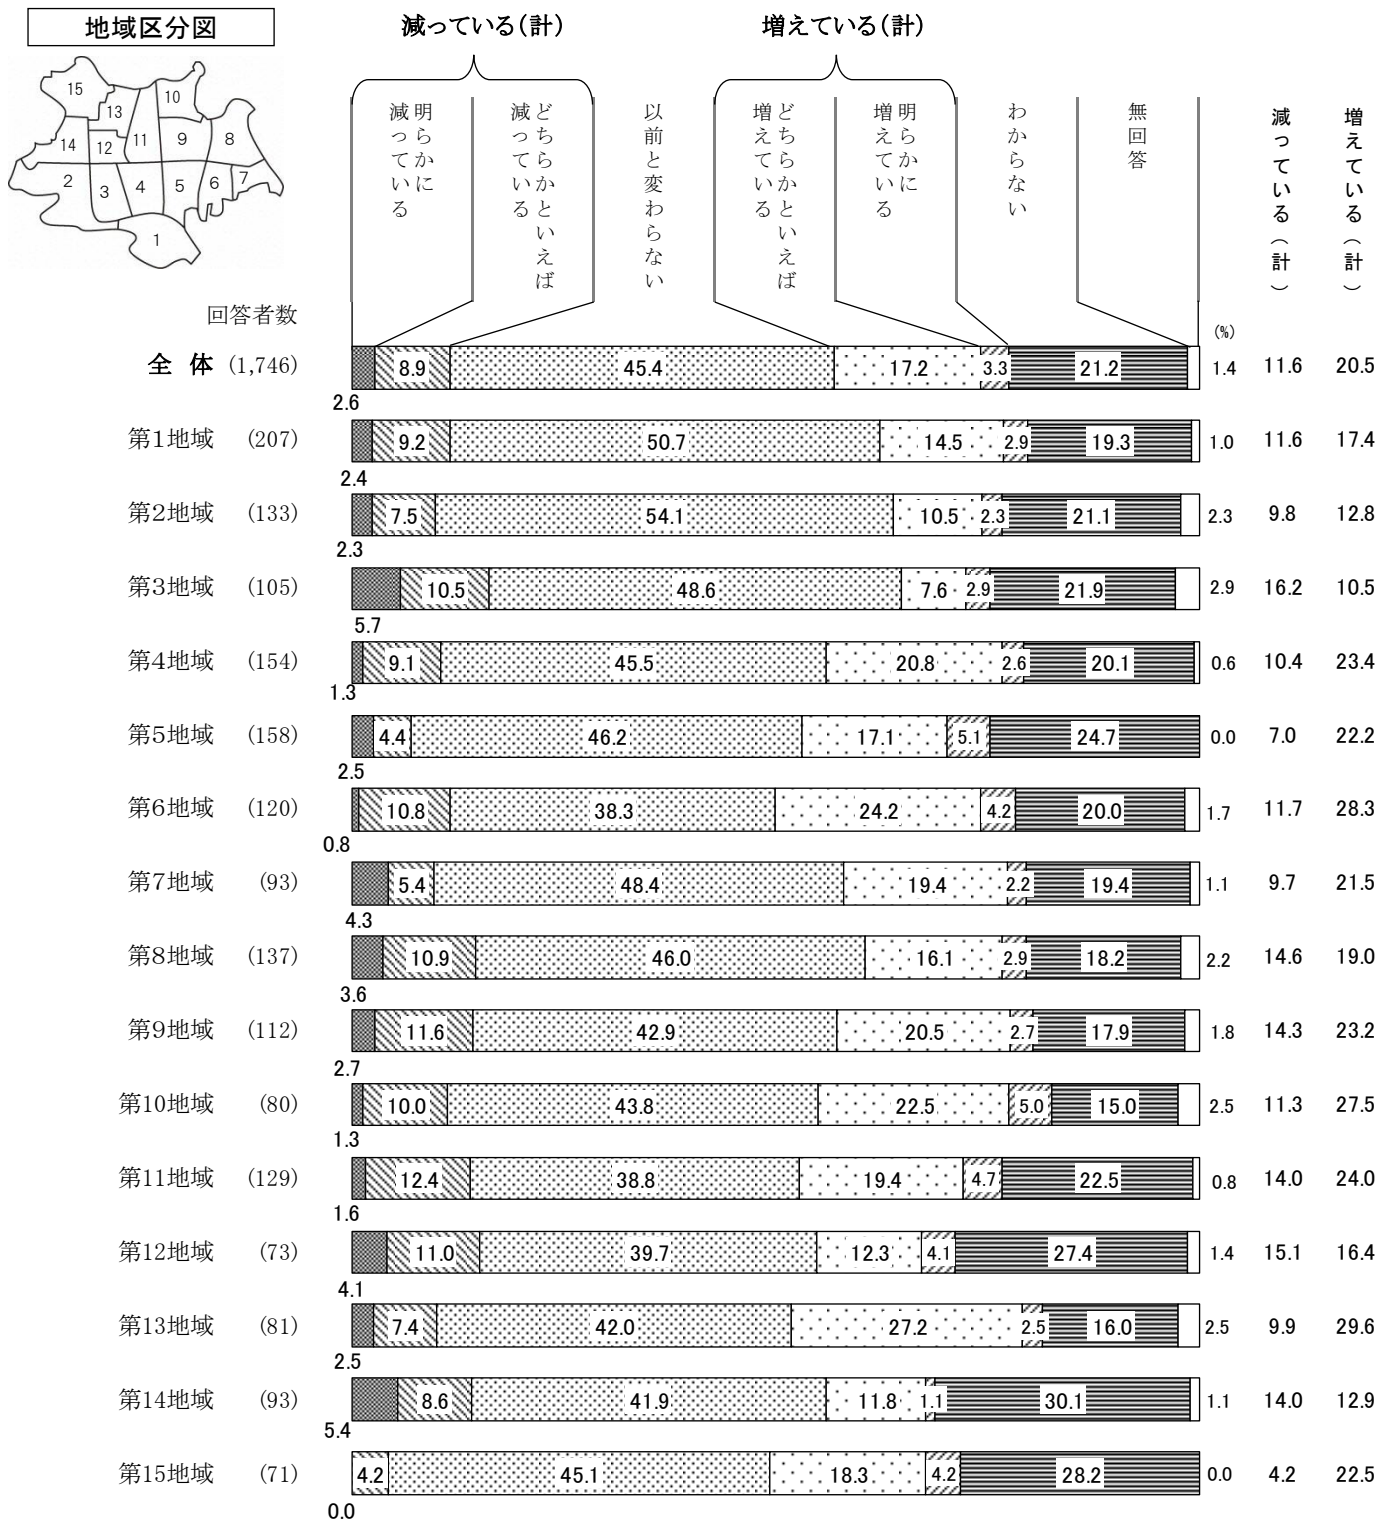 地域区分図
減っている(計)
増えている(計)
15
13
10
14
12
11
9
8
2
3
4
5
6
7
1
明らかに
減っている
どちらかといえば
減っている
以前と変わらない
どちらかといえば
増えている
明らかに
増えている
わからない
無回答
減っている(計)
増えている(計)
回答者数
(%)
全 体 (1,746) 8.9 45.4 17.2 3.3 21.2 1.4 11.6 20.5
2.6
第1地域 (207) 9.2 50.7 14.5 2.9 19.3 1.0 11.6 17.4
2.4
第2地域 (133) 7.5 54.1 10.5 2.3 21.1 2.3 9.8 12.8
2.3
第3地域 (105) 10.5 48.6 7.6 2.9 21.9 2.9 16.2 10.5
5.7
第4地域 (154) 9.1 45.5 20.8 2.6 20.1 0.6 10.4 23.4
1.3
第5地域 (158) 4.4 46.2 17.1 5.1 24.7 0.0 7.0 22.2
2.5
第6地域 (120) 10.8 38.3 24.2 4.2 20.0 1.7 11.7 28.3
0.8
第7地域 (93) 5.4 48.4 19.4 2.2 19.4 1.1 9.7 21.5
4.3
第8地域 (137) 10.9 46.0 16.1 2.9 18.2 2.2 14.6 19.0
3.6
第9地域 (112) 11.6 42.9 20.5 2.7 17.9 1.8 14.3 23.2
2.7
第10地域 (80) 10.0 43.8 22.5 5.0 15.0 2.5 11.3 27.5
1.3
第11地域 (129) 12.4 38.8 19.4 4.7 22.5 0.8 14.0 24.0
1.6
第12地域 (73) 11.0 39.7 12.3 4.1 27.4 1.4 15.1 16.4
4.1
第13地域 (81) 7.4 42.0 27.2 2.5 16.0 2.5 9.9 29.6
2.5
第14地域 (93) 8.6 41.9 11.8 1.1 30.1 1.1 14.0 12.9
5.4
第15地域 (71) 4.2 45.1 18.3 4.2 28.2 0.0 4.2 22.5
0.0